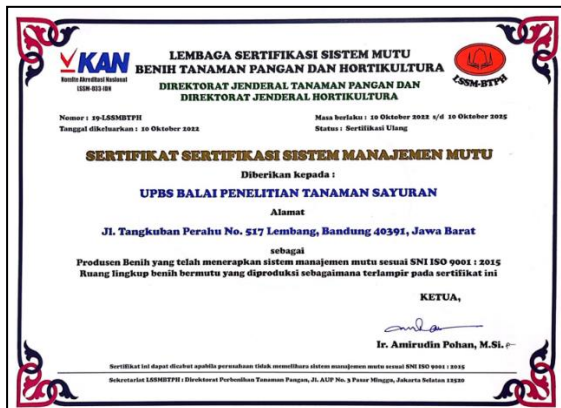 KAN
Komite Akreditasi Nasional
LSSM-033-IDN
LEMBAGA SERTIFIKASI SISTEM MUTU
BENIH TANAMAN PANGAN DAN HORTIKULTURA
DIREKTORAT JENDERAL TANAMAN PANGAN DAN
DIREKTORAT JENDERAL HORTIKULTURA
LSSM-BTPH
Nomor : 19-LSSMBTPH
Masa berlaku : 10 Oktober 2022 s/d 10 Oktober 2025
Tanggal dikeluarkan : 10 Oktober 2022
Status : Sertifikasi Ulang
SERTIFIKAT SERTIFIKASI SISTEM MANAJEMEN MUTU
Diberikan kepada :
UPBS BALAI PENELITIAN TANAMAN SAYURAN
Alamat
Jl. Tangkuban Perahu No. 517 Lembang, Bandung 40391, Jawa Barat
sebagai
Produsen Benih yang telah menerapkan sistem manajemen mutu sesuai SNI ISO 9001 : 2015
Ruang lingkup benih bermutu yang diproduksi sebagaimana terlampir pada sertifikat ini
KETUA,
Ir. Amirudin Pohan, M.Si.
Sertifikat ini dapat dicabut apabila perusahaan tidak memelihara sistem manajemen mutu sesuai SNI ISO 9001 : 2015
Sekretariat LSSMBTPH : Direktorat Perbenihan Tanaman Pangan, Jl. AUP No. 3 Pasar Minggu, Jakarta Selatan 12520